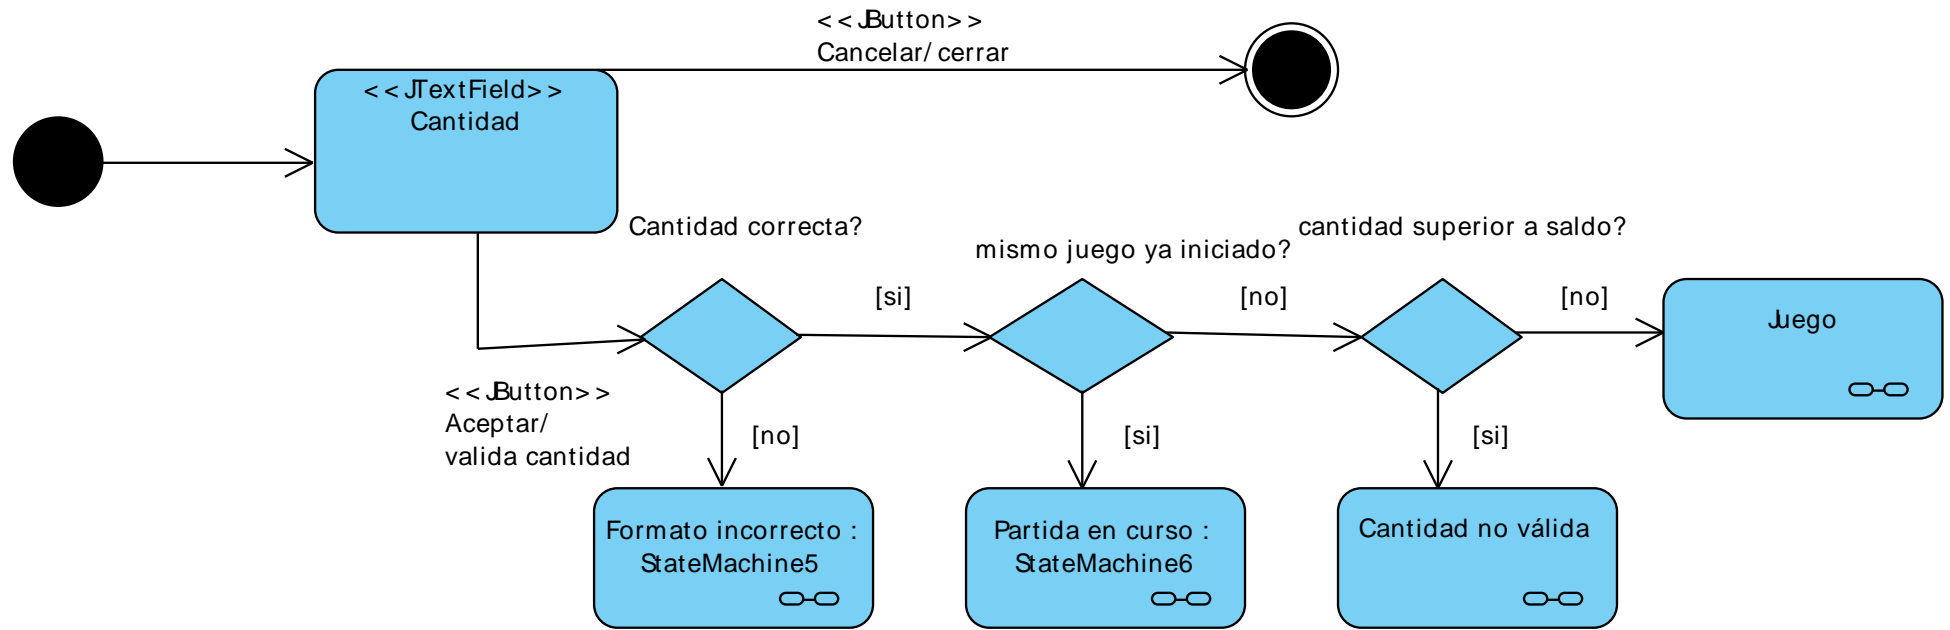 <<JButton>>
Cancelar/ cerrar
<<JTextField>>
Cantidad
Cantidad correcta?
mismo juego ya iniciado?
cantidad superior a saldo?
[si]
[no]
[no]
Juego
<<JButton>>
Aceptar/
valida cantidad
[no]
[si]
[si]
Formato incorrecto :
StateMachine5
Partida en curso :
StateMachine6
Cantidad no válida